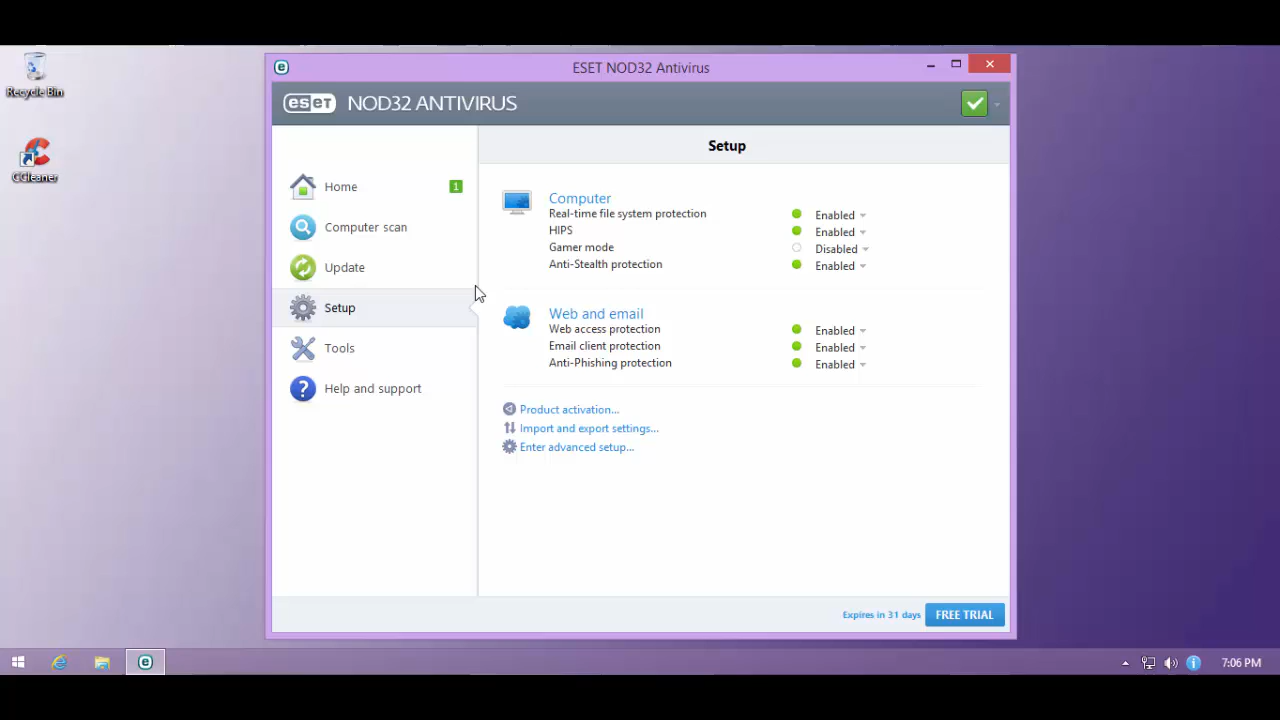 Recycle Bin
CCleaner
ESET NOD32 Antivirus
eset NOD32 ANTIVIRUS
Home 1
Computer scan
Update
Setup
Tools
Help and support
Setup
Computer
Real-time file system protection Enabled
HIPS Enabled
Gamer mode Disabled
Anti-Stealth protection Enabled
Web and email
Web access protection Enabled
Email client protection Enabled
Anti-Phishing protection Enabled
Product activation...
Import and export settings...
Enter advanced setup...
Expires in 31 days FREE TRIAL
7:06 PM